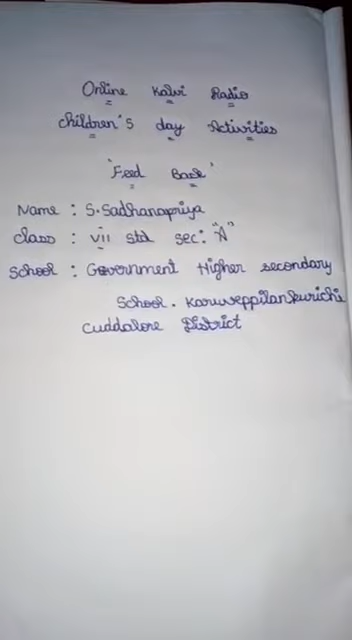 Online Kalvi Radio
Children's day Activities
'Feed Back'
Name : S.Sadhanapriya
class : vii std sec: "A"
School : Government Higher secondary
School. Karuveppilankurichi
Cuddalore District